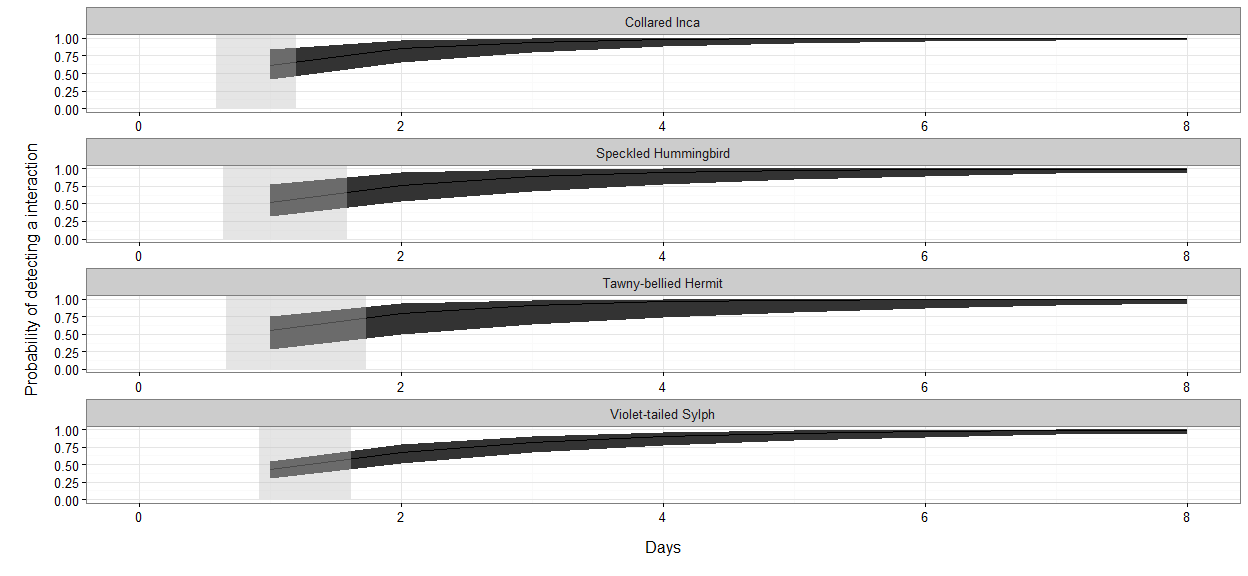 Collared Inca
1.00
0.75
0.50
0.25
0.00
0 2 4 6 8
Speckled Hummingbird
1.00
0.75
0.50
0.25
0.00
0 2 4 6 8
Tawny-bellied Hermit
1.00
0.75
0.50
0.25
0.00
0 2 4 6 8
Violet-tailed Sylph
1.00
0.75
0.50
0.25
0.00
0 2 4 6 8
Probability of detecting a interaction
Days